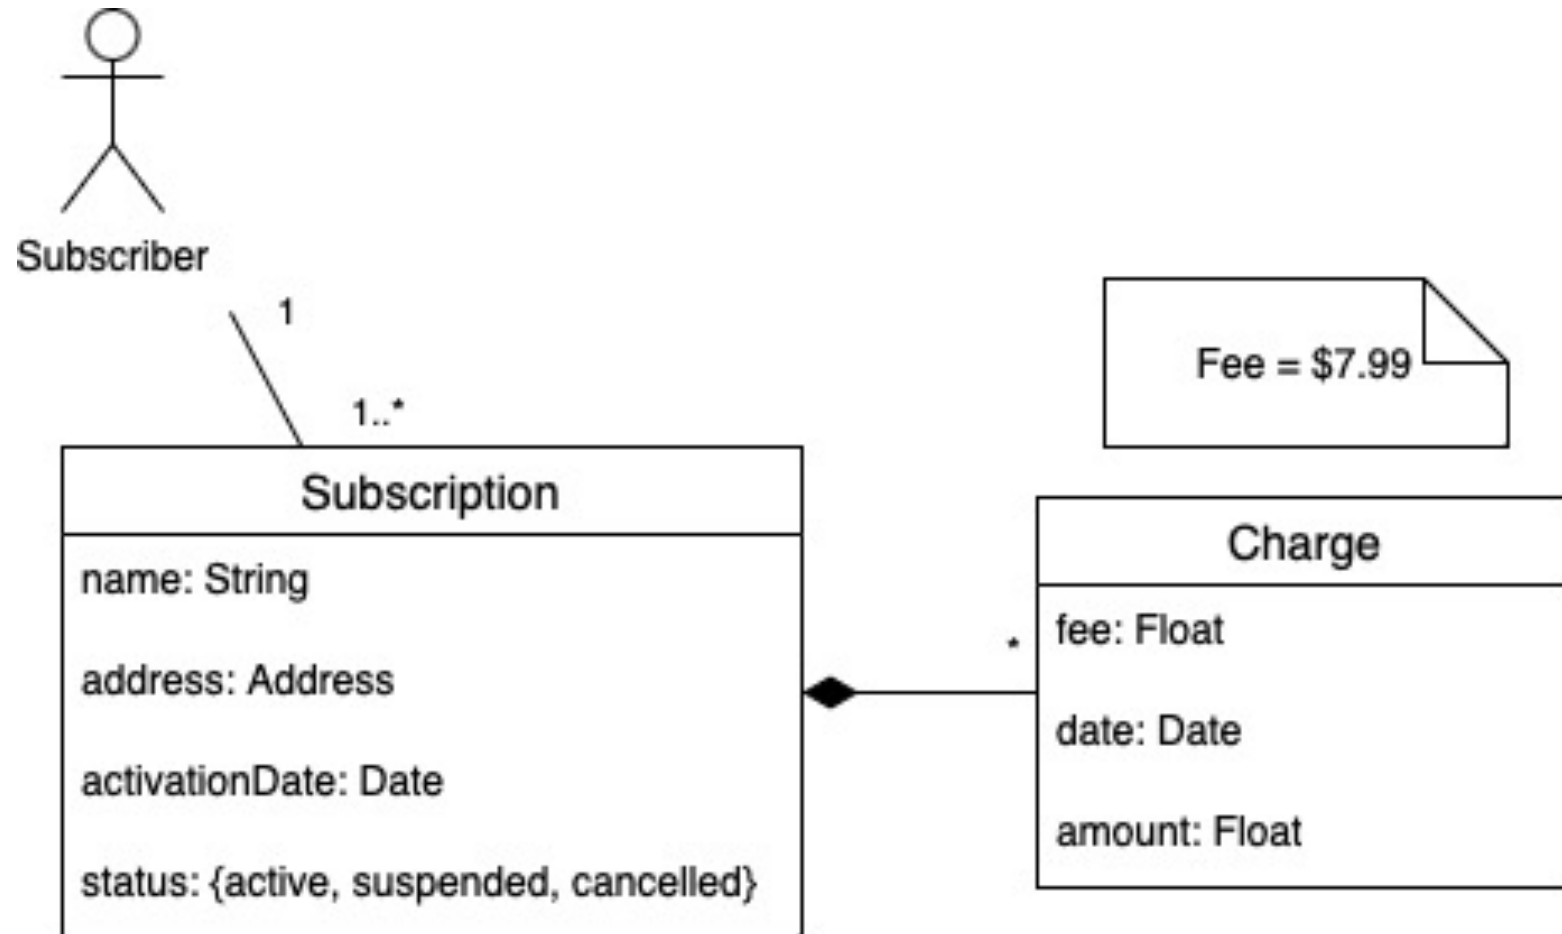 Subscriber
1
1..*
Fee = $7.99
Subscription
name: String
address: Address
activationDate: Date
status: {active, suspended, cancelled}
*
Charge
fee: Float
date: Date
amount: Float